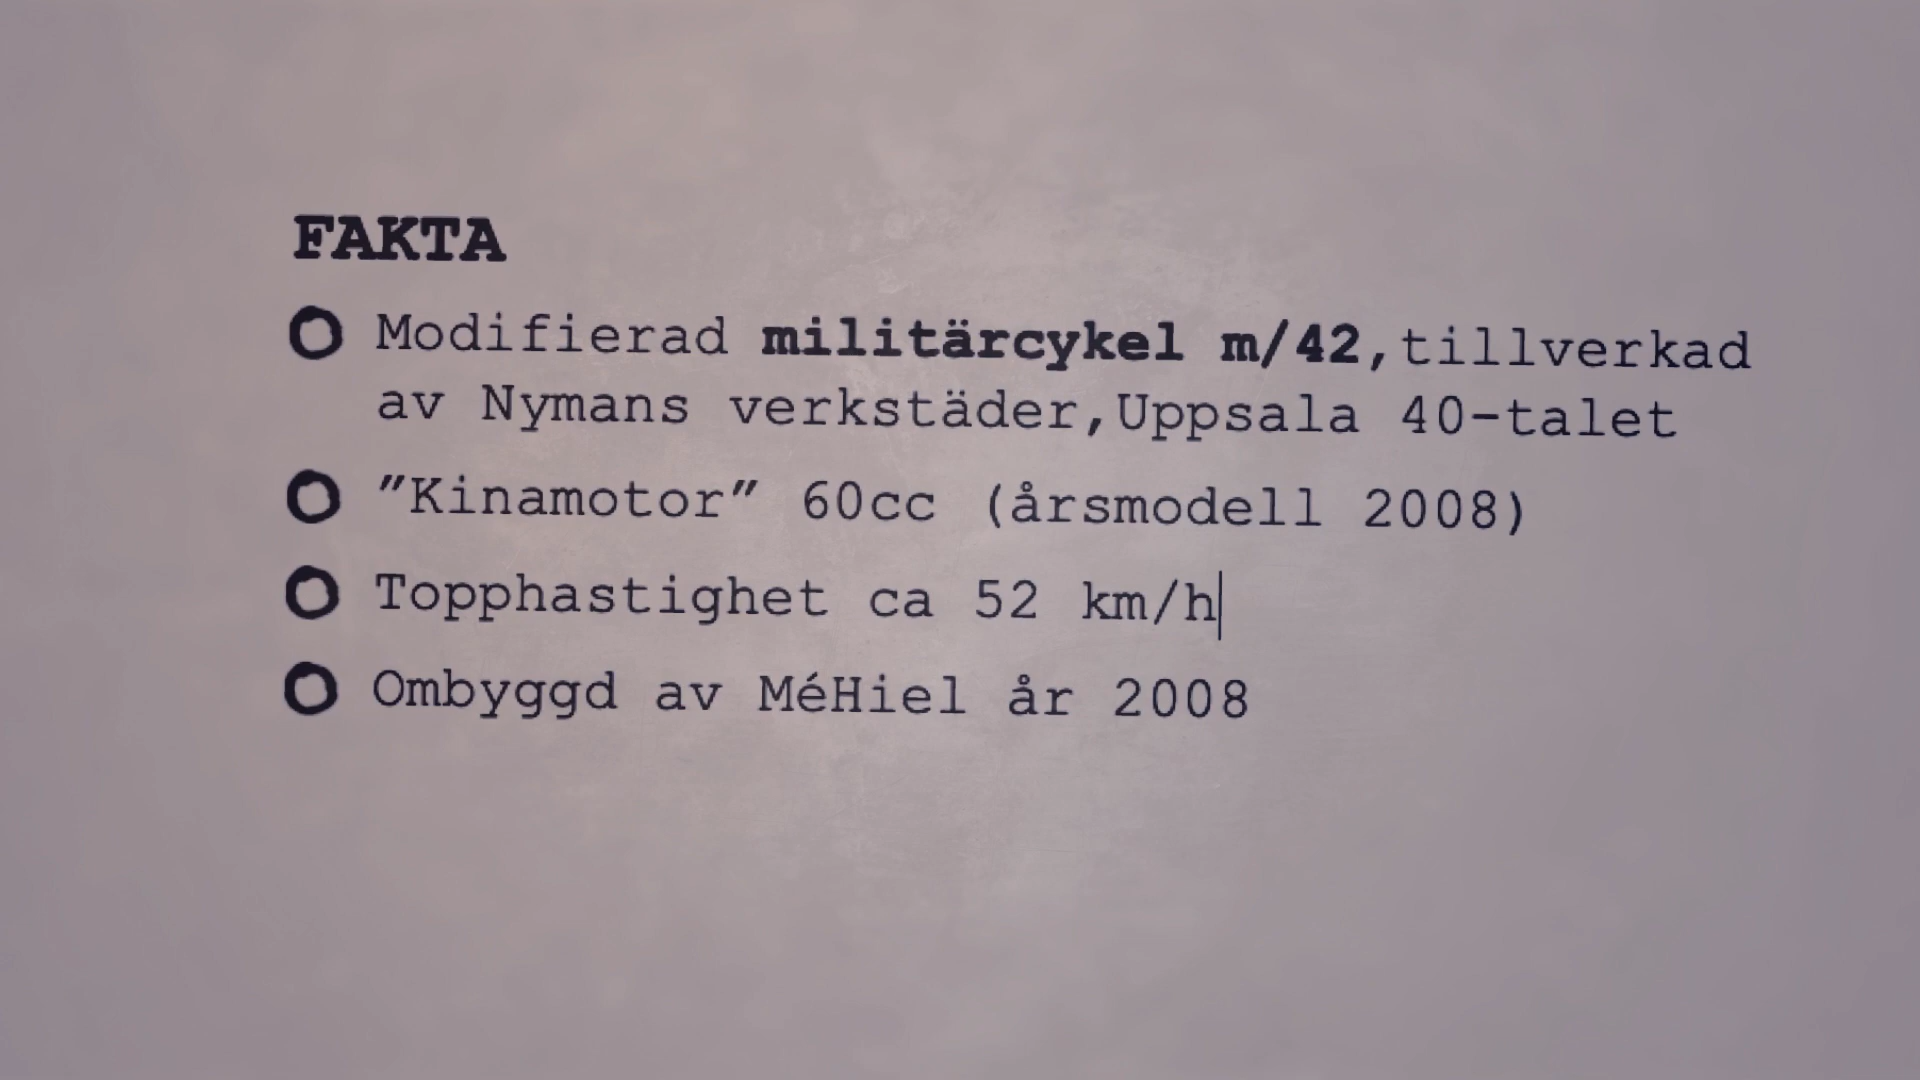 FAKTA
Modifierad militärcykel m/42, tillverkad
av Nymans verkstäder, Uppsala 40-talet
"Kinamotor" 60cc (årsmodell 2008)
Topphastighet ca 52 km/h
Ombyggd av MéHiel år 2008